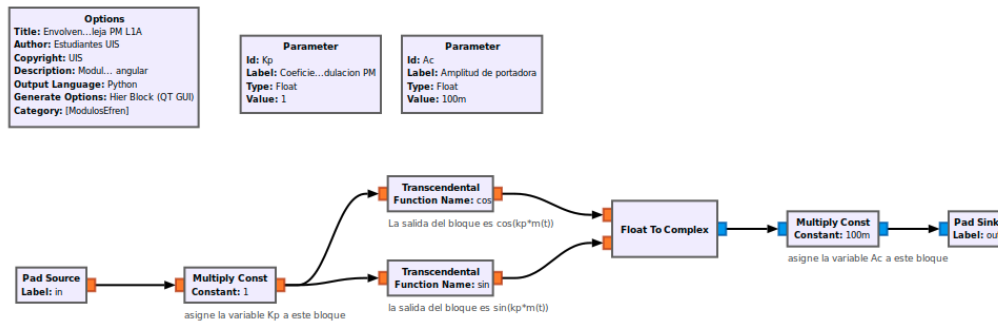 Options
Title: Envolven...leja PM L1A
Author: Estudiantes UIS
Copyright: UIS
Description: Modul... angular
Output Language: Python
Generate Options: Hier Block (QT GUI)
Category: [ModulosEfren]
Parameter
Id: Kp
Label: Coeficie...dulacion PM
Type: Float
Value: 1
Parameter
Id: Ac
Label: Amplitud de portadora
Type: Float
Value: 100m
Transcendental
Function Name: cos
La salida del bloque es cos(kp*m(t))
Float To Complex
Multiply Const
Constant: 100m
asigne la variable Ac a este bloque
Pad Sink
Label: out
Pad Source
Label: in
Multiply Const
Constant: 1
asigne la variable Kp a este bloque
Transcendental
Function Name: sin
la salida del bloque es sin(kp*m(t))